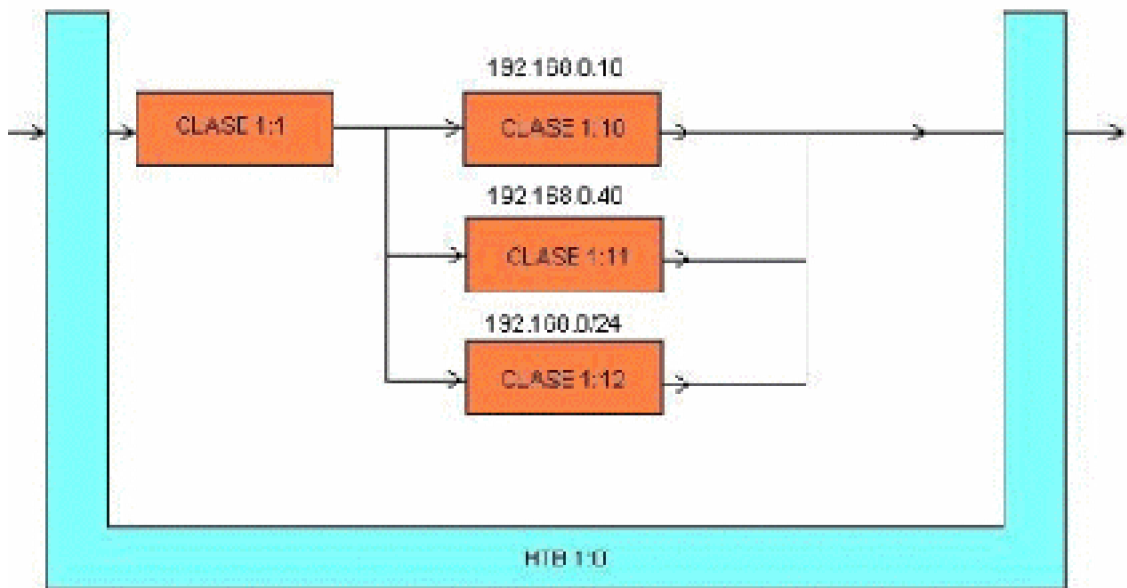 192.168.0.10
CLASE 1:1
CLASE 1:10
192.168.0.40
CLASE 1:11
192.168.0/24
CLASE 1:12
HTB 1:0